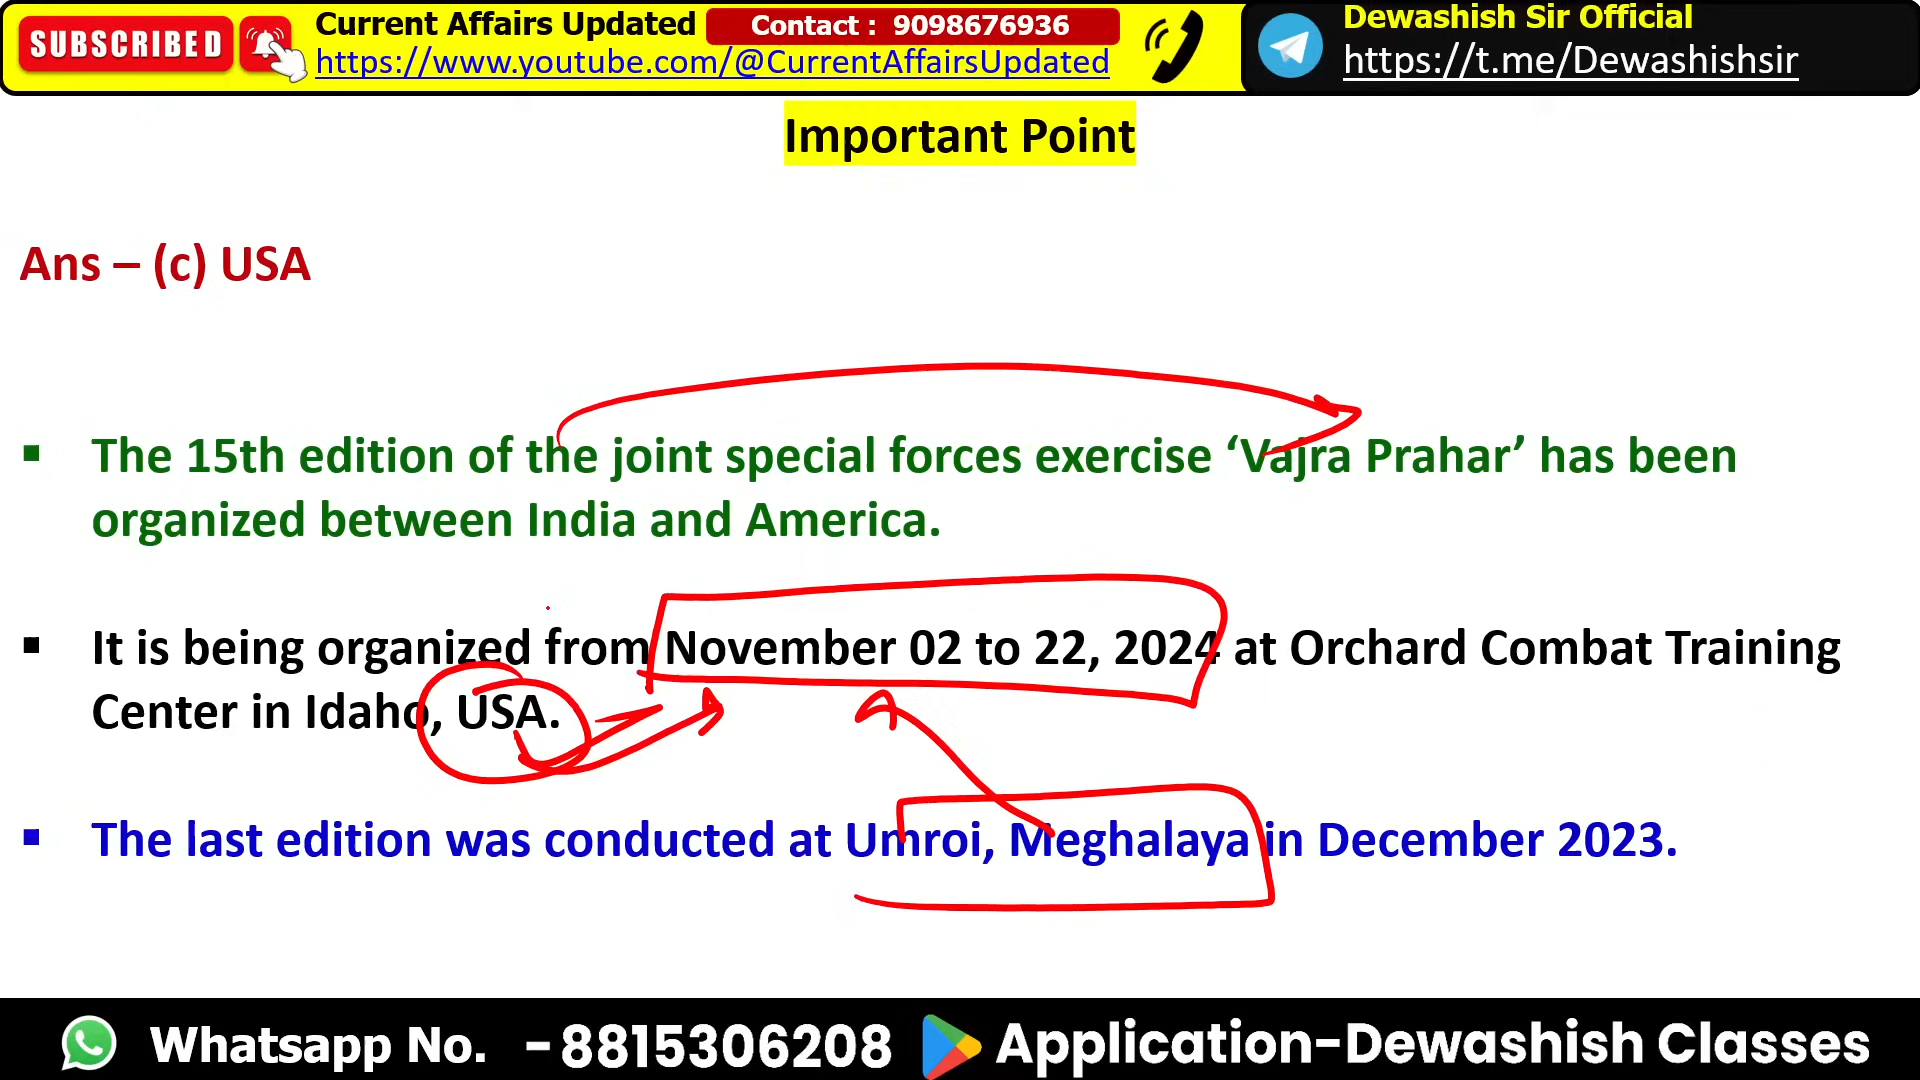 SUBSCRIBED
Current Affairs Updated
Contact : 9098676936
https://www.youtube.com/@CurrentAffairsUpdated
Dewashish Sir Official
https://t.me/Dewashishsir
Important Point
Ans – (c) USA
▪ The 15th edition of the joint special forces exercise ‘Vajra Prahar’ has been
organized between India and America.
▪ It is being organized from November 02 to 22, 2024 at Orchard Combat Training
Center in Idaho, USA.
▪ The last edition was conducted at Umroi, Meghalaya in December 2023.
Whatsapp No. -8815306208
Application-Dewashish Classes